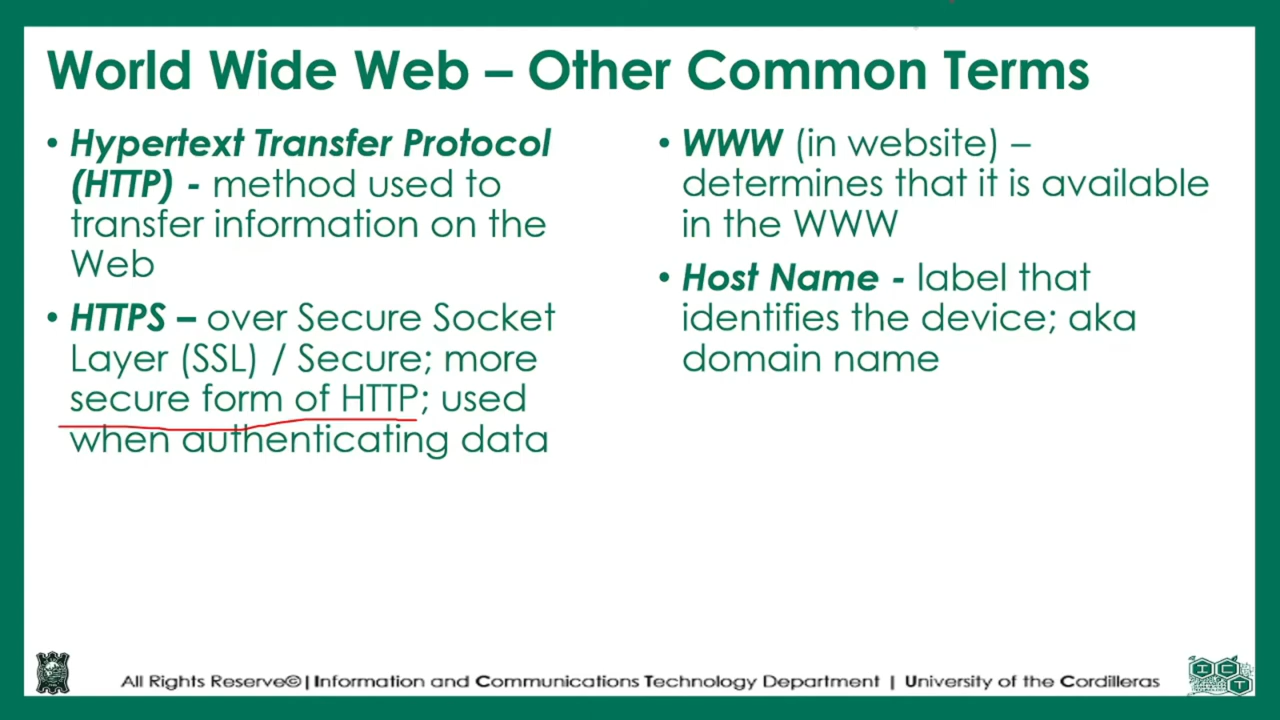 World Wide Web – Other Common Terms
• Hypertext Transfer Protocol
(HTTP) - method used to
transfer information on the
Web
• HTTPS – over Secure Socket
Layer (SSL) / Secure; more
secure form of HTTP; used
when authenticating data
• WWW (in website) –
determines that it is available
in the WWW
• Host Name - label that
identifies the device; aka
domain name
All Rights Reserve©| Information and Communications Technology Department | University of the Cordilleras
I C T